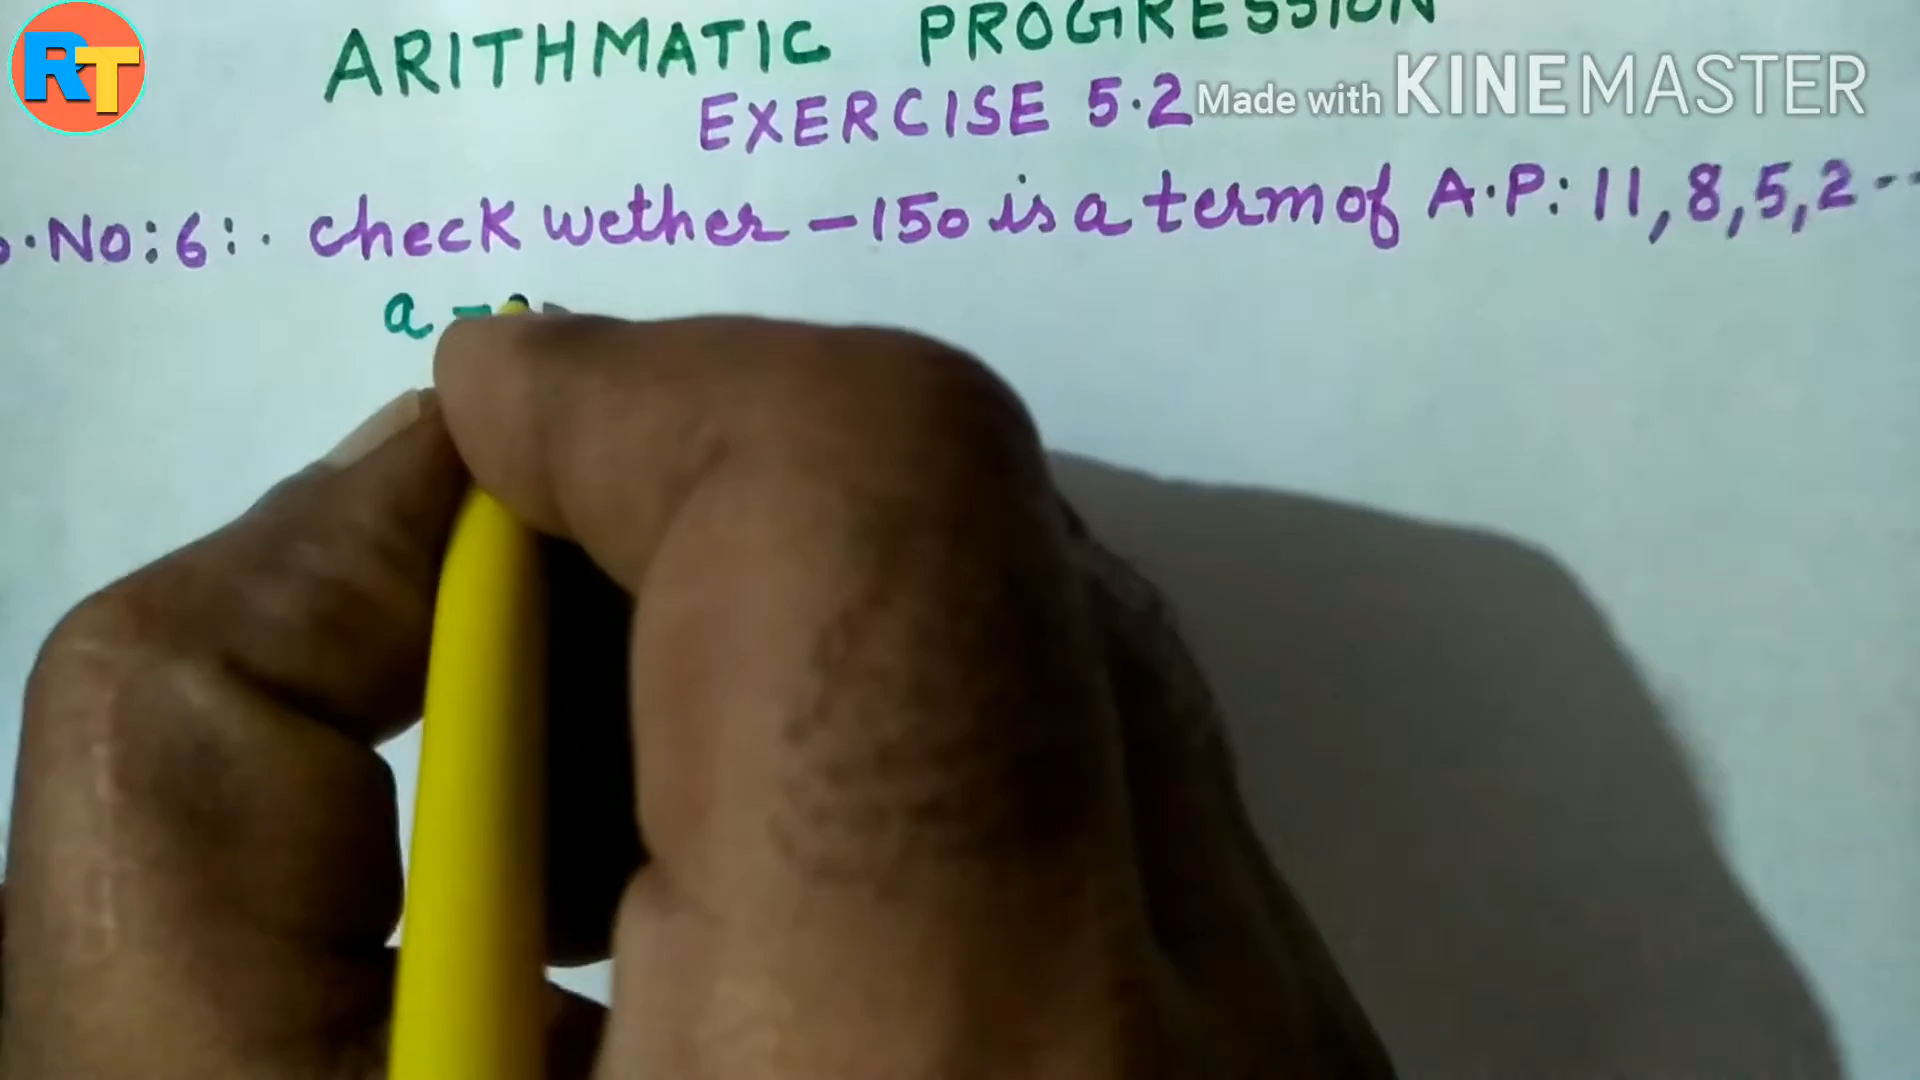 RT
ARITHMATIC PROGRESSION
EXERCISE 5.2
Made with KINEMASTER
.No:6:. check wether -150 is a term of A.P: 11, 8, 5, 2 --
a =